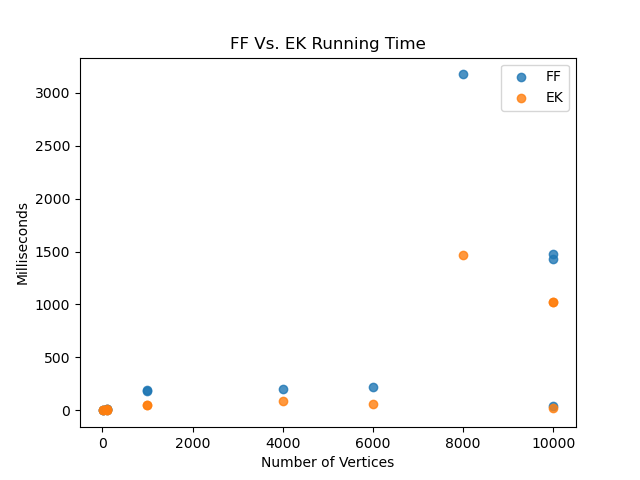 FF Vs. EK Running Time
FF
EK
3000
2500
2000
1500
1000
500
0
Milliseconds
0 2000 4000 6000 8000 10000
Number of Vertices